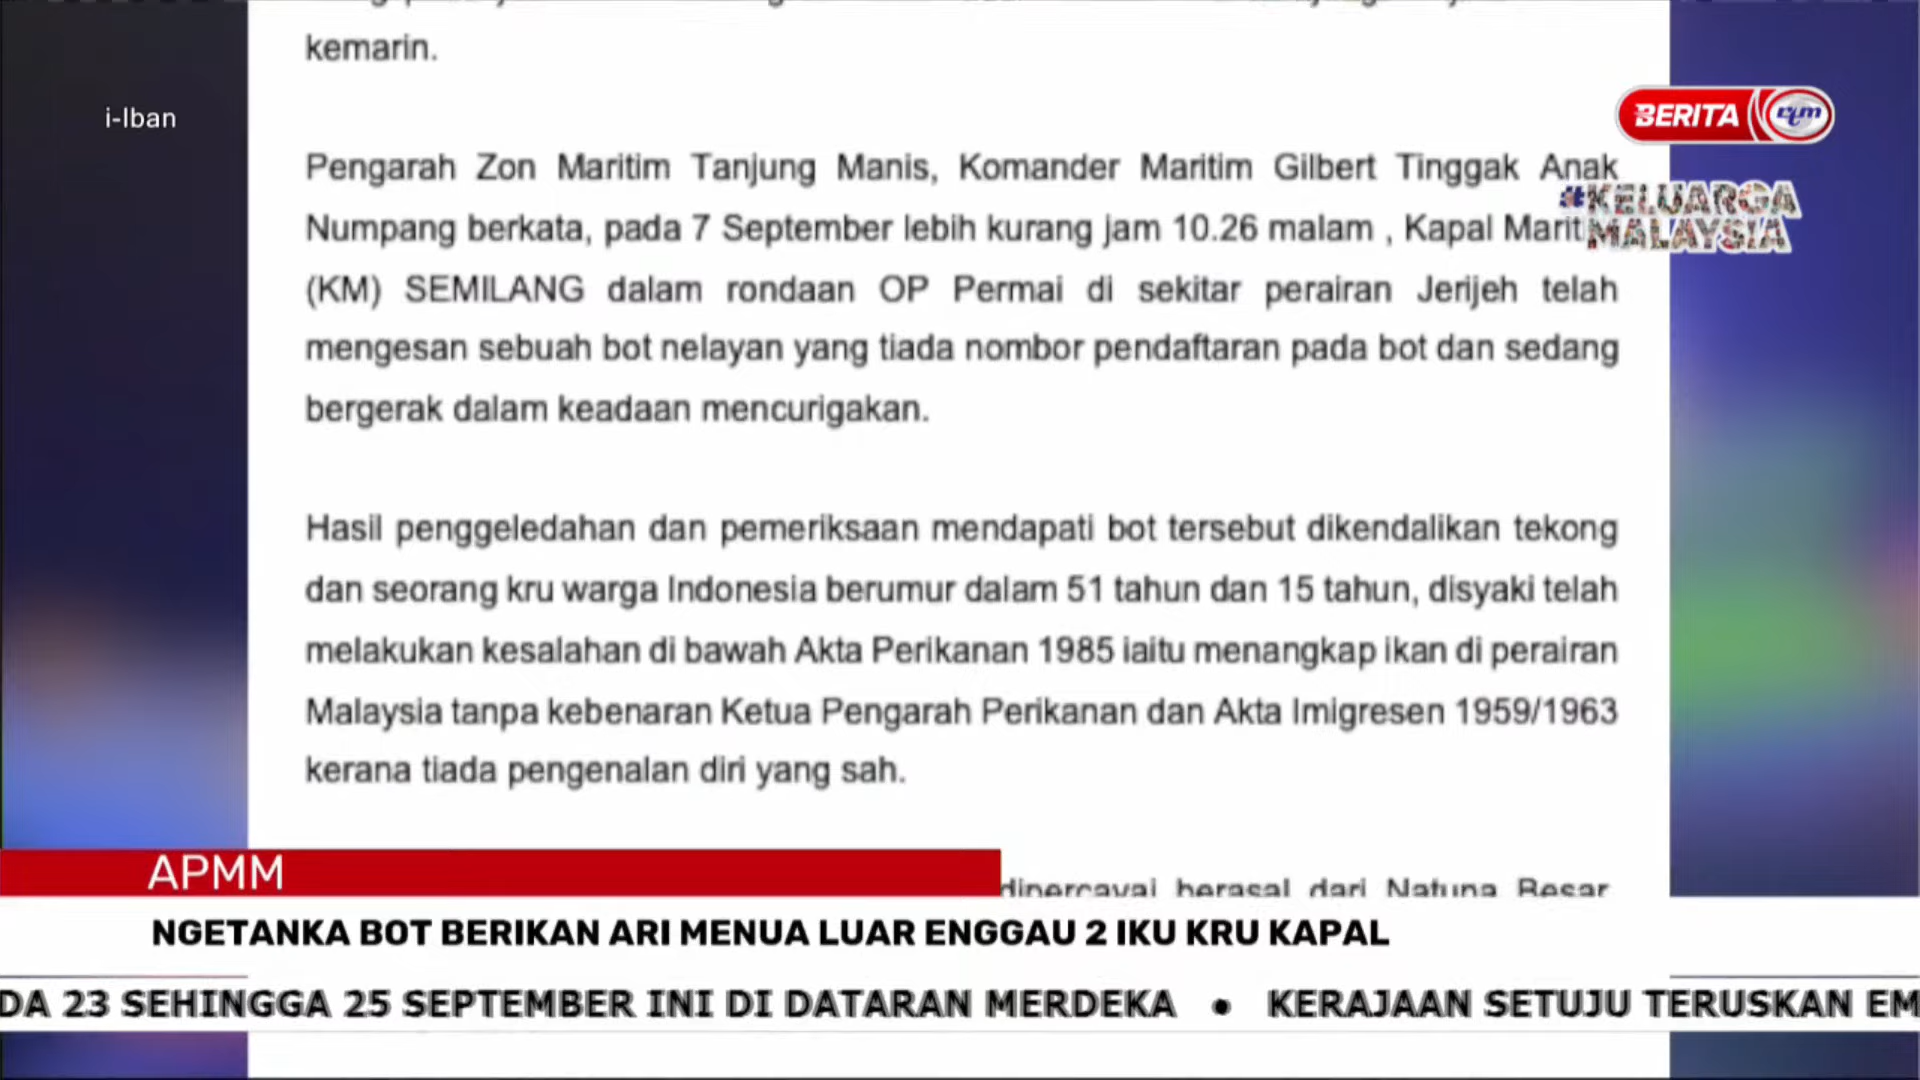 kemarin.
i-Iban
BERITA rtm
Pengarah Zon Maritim Tanjung Manis, Komander Maritim Gilbert Tinggak Anak
#KELUARGA
MALAYSIA
Numpang berkata, pada 7 September lebih kurang jam 10.26 malam , Kapal Mariti
(KM) SEMILANG dalam rondaan OP Permai di sekitar perairan Jerijeh telah
mengesan sebuah bot nelayan yang tiada nombor pendaftaran pada bot dan sedang
bergerak dalam keadaan mencurigakan.
Hasil penggeledahan dan pemeriksaan mendapati bot tersebut dikendalikan tekong
dan seorang kru warga Indonesia berumur dalam 51 tahun dan 15 tahun, disyaki telah
melakukan kesalahan di bawah Akta Perikanan 1985 iaitu menangkap ikan di perairan
Malaysia tanpa kebenaran Ketua Pengarah Perikanan dan Akta Imigresen 1959/1963
kerana tiada pengenalan diri yang sah.
dipercayai berasal dari Natuna Besar,
APMM
NGETANKA BOT BERIKAN ARI MENUA LUAR ENGGAU 2 IKU KRU KAPAL
DA 23 SEHINGGA 25 SEPTEMBER INI DI DATARAN MERDEKA • KERAJAAN SETUJU TERUSKAN EM